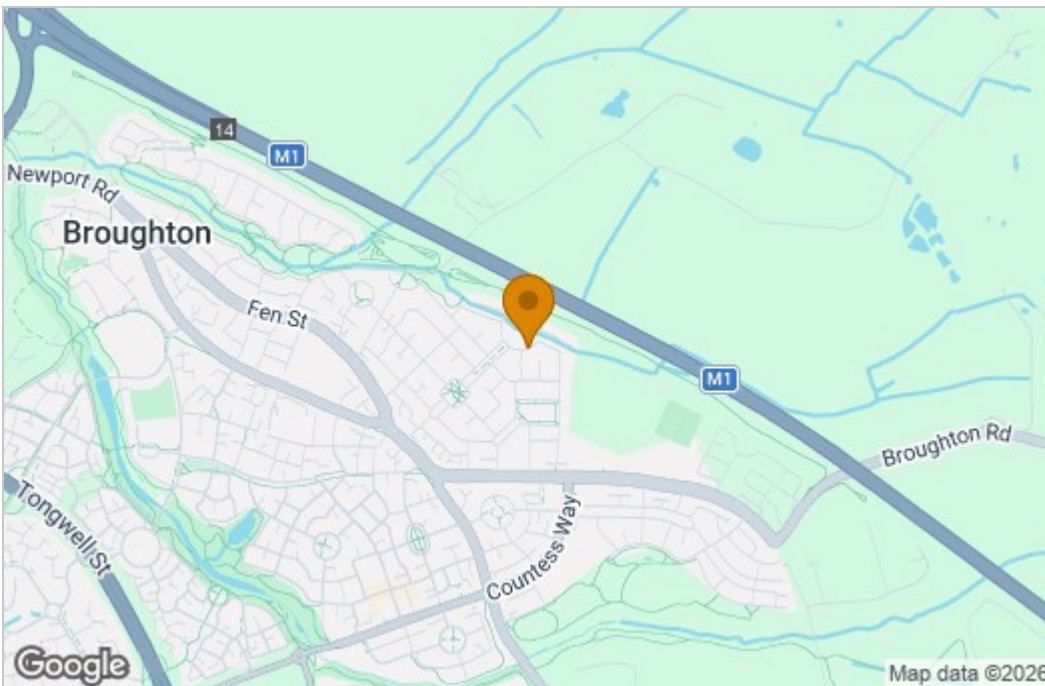 14
M1
Newport Rd
Broughton
Fen St
M1
Broughton Rd
Tongwell St
Countess Way
Google
Map data ©2026